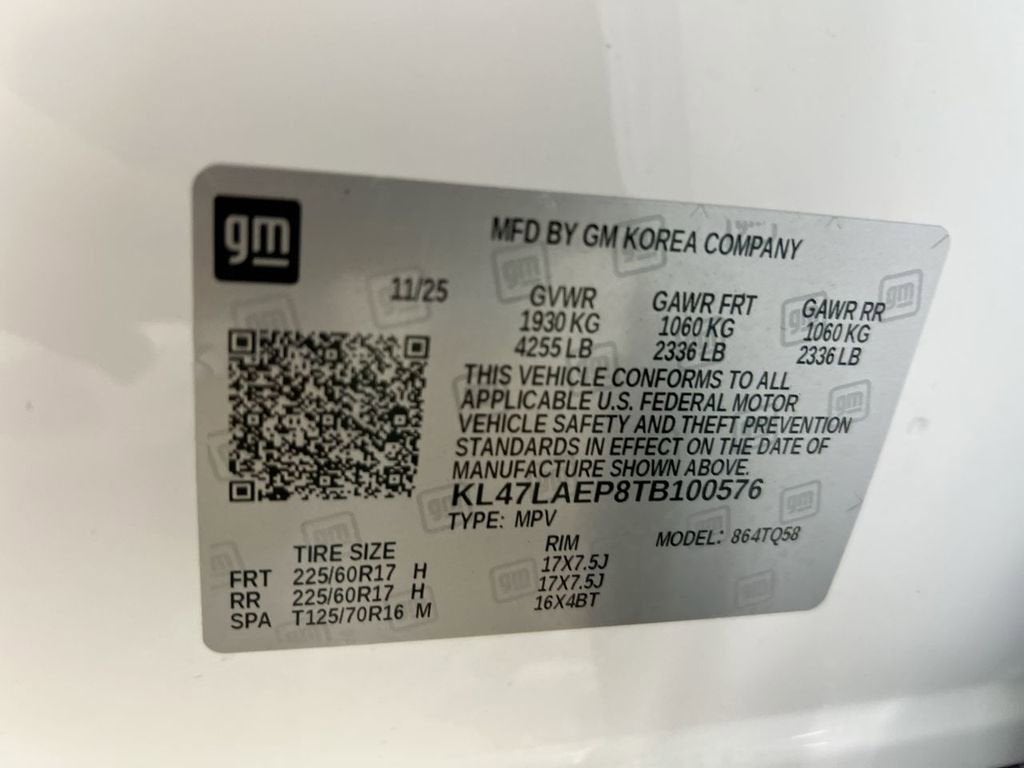 gm
MFD BY GM KOREA COMPANY
11/25
GVWR GAWR FRT GAWR RR
1930 KG 1060 KG 1060 KG
4255 LB 2336 LB 2336 LB
THIS VEHICLE CONFORMS TO ALL
APPLICABLE U.S. FEDERAL MOTOR
VEHICLE SAFETY AND THEFT PREVENTION
STANDARDS IN EFFECT ON THE DATE OF
MANUFACTURE SHOWN ABOVE.
KL47LAEP8TB100576
TYPE: MPV MODEL: 864TQ58
TIRE SIZE RIM
FRT 225/60R17 H 17X7.5J
RR 225/60R17 H 17X7.5J
SPA T125/70R16 M 16X4BT